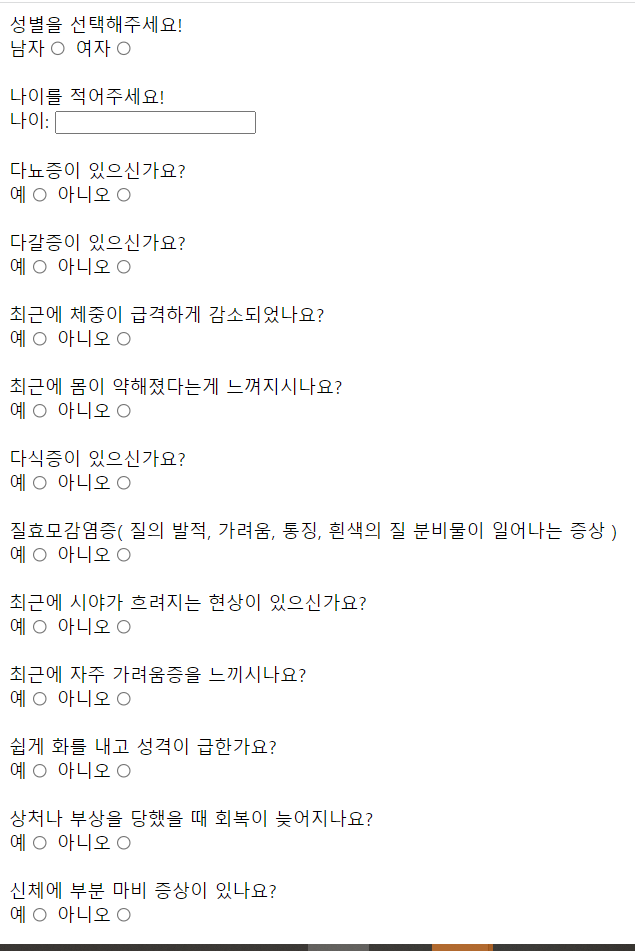 성별을 선택해주세요!
남자 여자
나이를 적어주세요!
나이:
다뇨증이 있으신가요?
예 아니오
다갈증이 있으신가요?
예 아니오
최근에 체중이 급격하게 감소되었나요?
예 아니오
최근에 몸이 약해졌다는게 느껴지시나요?
예 아니오
다식증이 있으신가요?
예 아니오
질효모감염증( 질의 발적, 가려움, 통징, 흰색의 질 분비물이 일어나는 증상 )
예 아니오
최근에 시야가 흐려지는 현상이 있으신가요?
예 아니오
최근에 자주 가려움증을 느끼시나요?
예 아니오
쉽게 화를 내고 성격이 급한가요?
예 아니오
상처나 부상을 당했을 때 회복이 늦어지나요?
예 아니오
신체에 부분 마비 증상이 있나요?
예 아니오